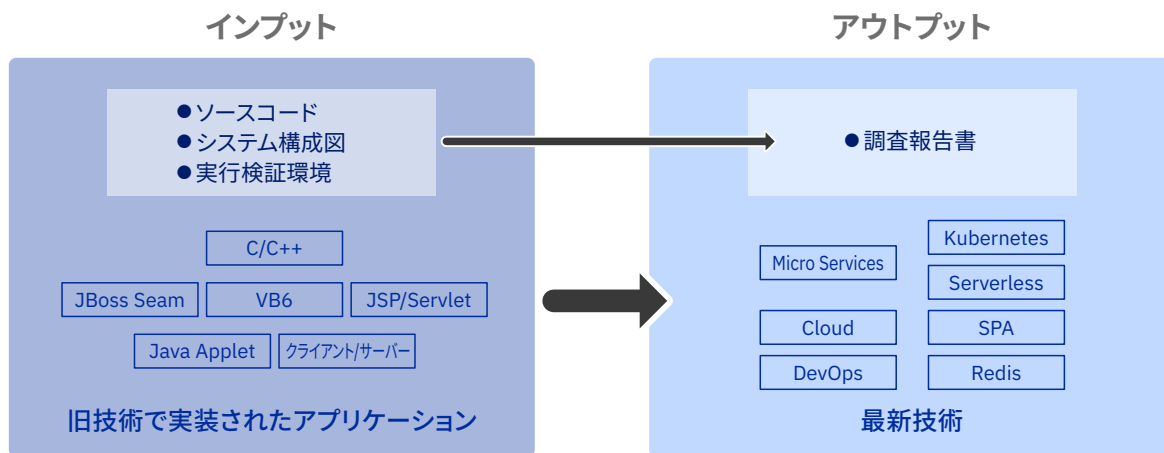 インプット
アウトプット
●ソースコード
●システム構成図
●実行検証環境
●調査報告書
C/C++
JBoss Seam
VB6
JSP/Servlet
Java Applet
クライアント/サーバー
旧技術で実装されたアプリケーション
Micro Services
Kubernetes
Serverless
Cloud
SPA
DevOps
Redis
最新技術